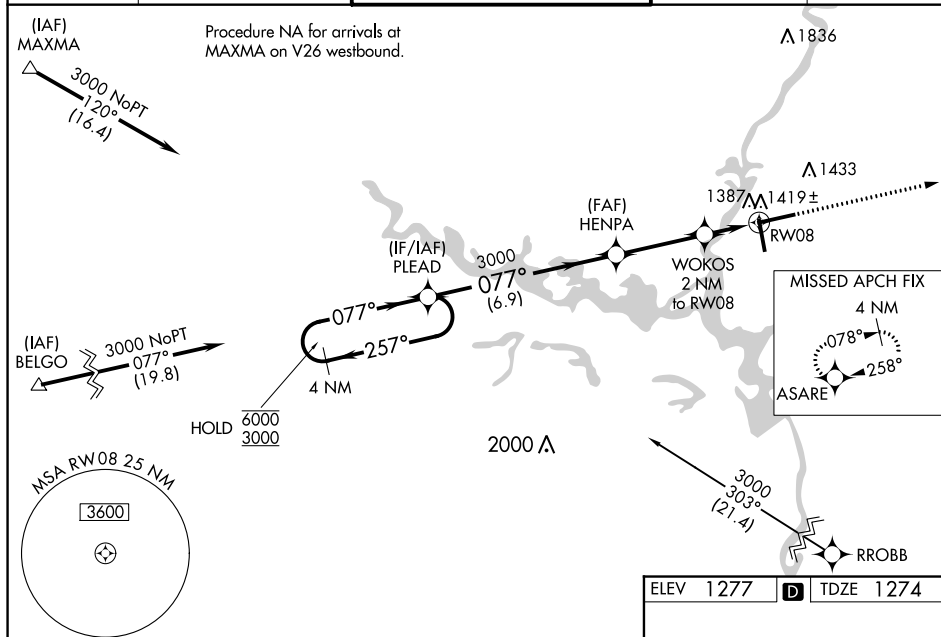 (IAF)
MAXMA
3000 NoPT
120°
(16.4)
Procedure NA for arrivals at
MAXMA on V26 westbound.
1836
1433
1387
1419±
RW08
(FAF)
HENPA
WOKOS
2 NM
to RW08
(IF/IAF)
PLEAD
3000
077°
(6.9)
077°
257°
4 NM
HOLD
6000
3000
(IAF)
BELGO
3000 NoPT
077°
(19.8)
MISSED APCH FIX
4 NM
078°
258°
ASARE
2000
3000
303°
(21.4)
RROBB
MSA RW08 25 NM
3600
ELEV 1277 D TDZE 1274